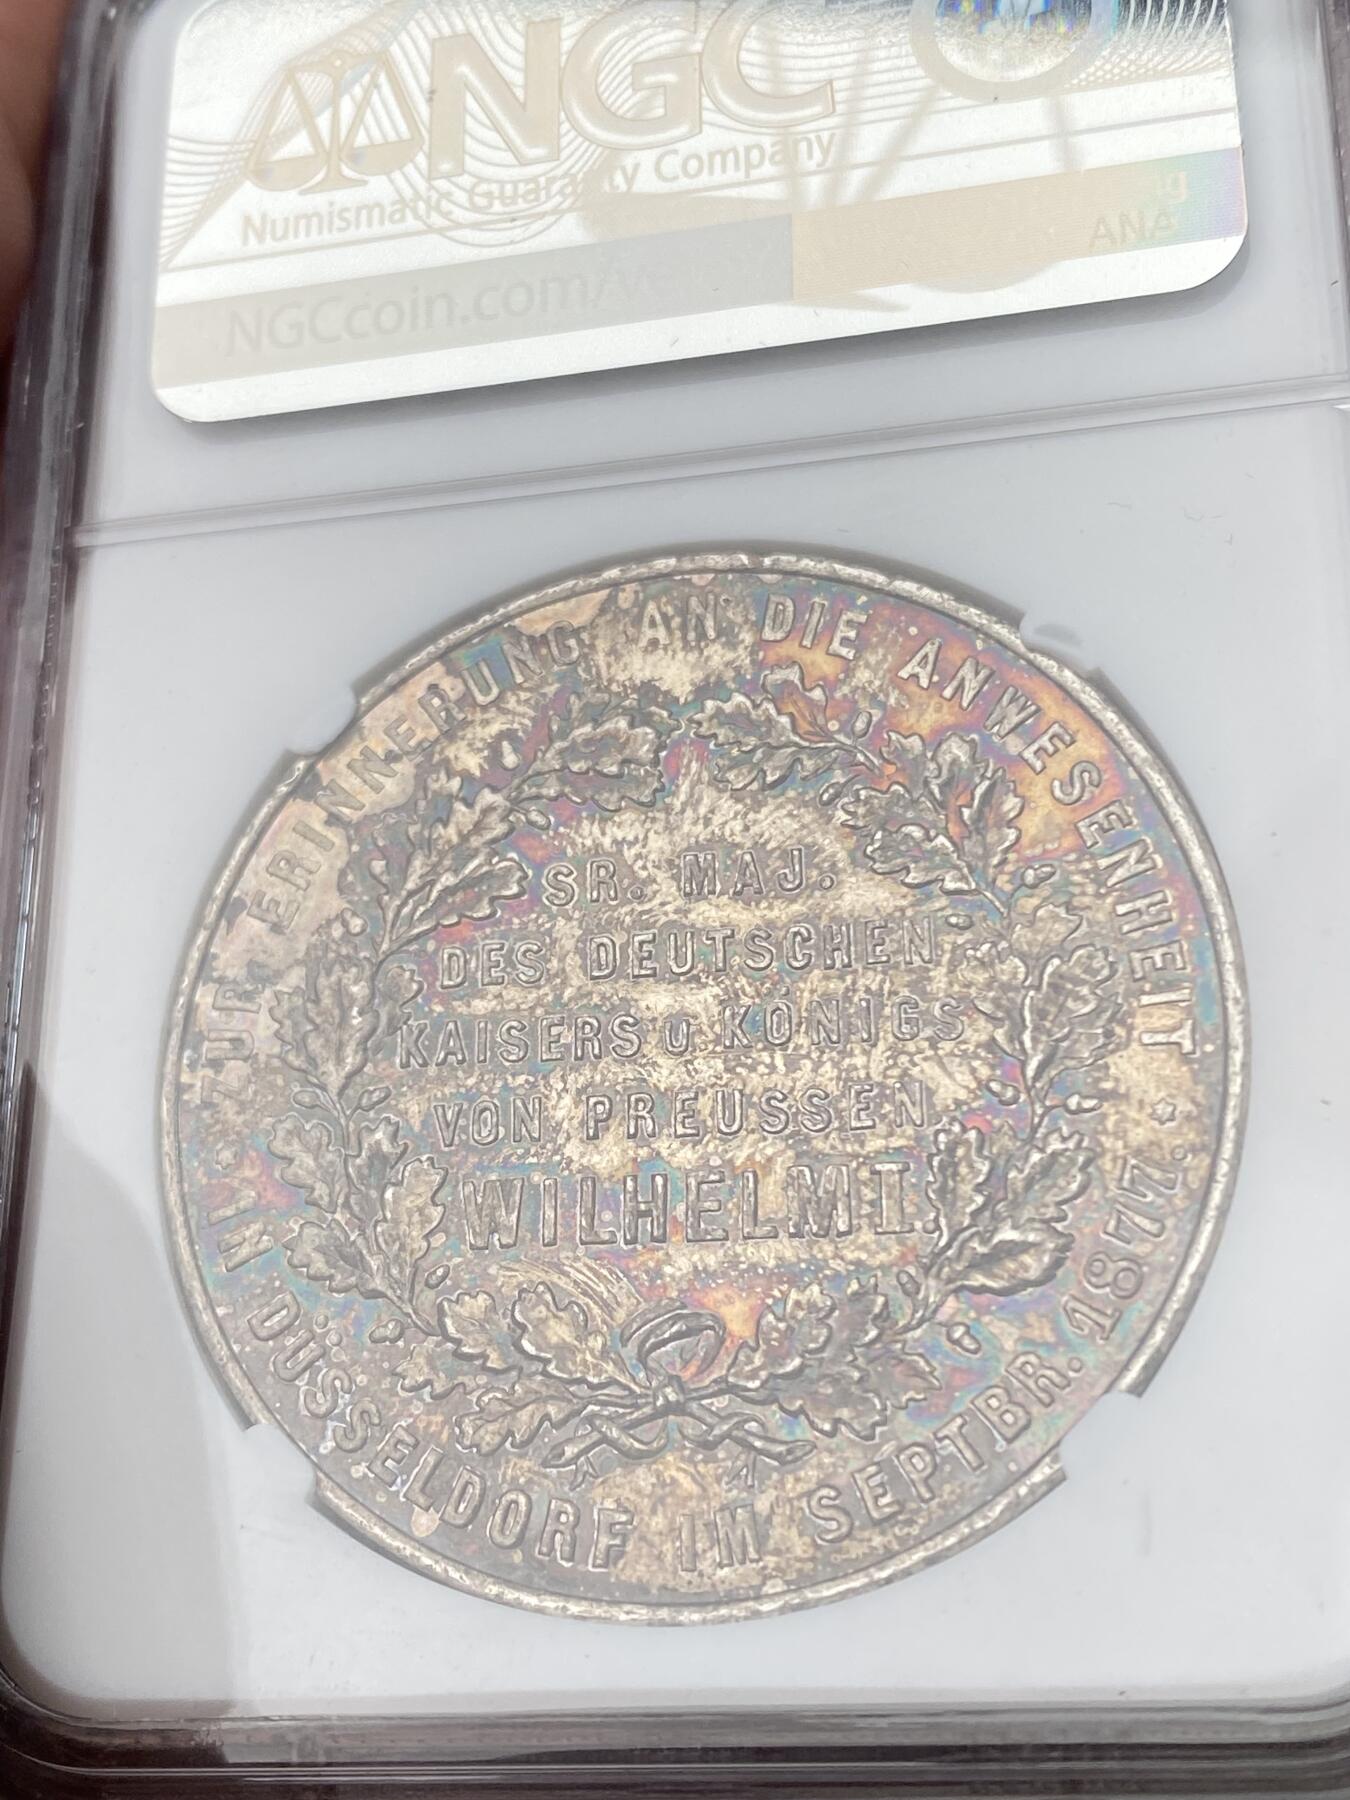 NGC
Numismatic Guaranty Company
NGCcoin.com/
ANA
ZUR ERINNERUNG AN DIE ANWESENHEIT
SR. MAJ.
DES DEUTSCHEN
KAISERS U KÖNIGS
VON PREUSSEN
WILHELM I.
IN DÜSSELDORF IM SEPTBR. 1877.